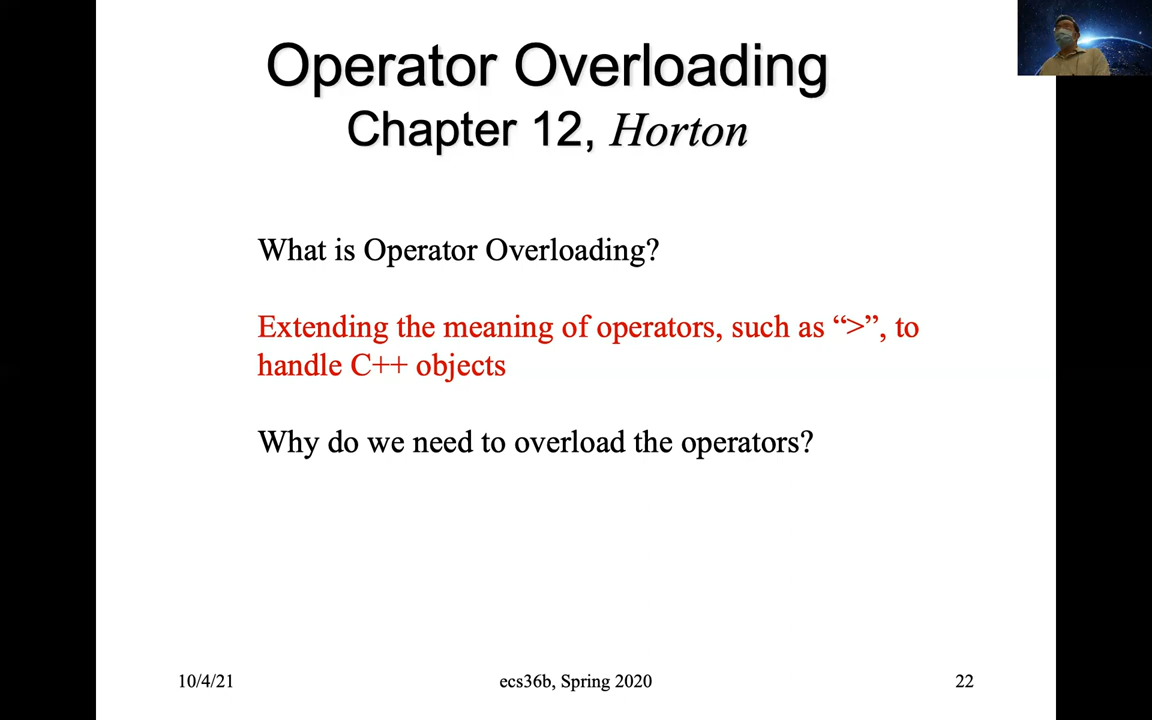 Operator Overloading
Chapter 12, Horton
What is Operator Overloading?
Extending the meaning of operators, such as “>”, to
handle C++ objects
Why do we need to overload the operators?
10/4/21
ecs36b, Spring 2020
22